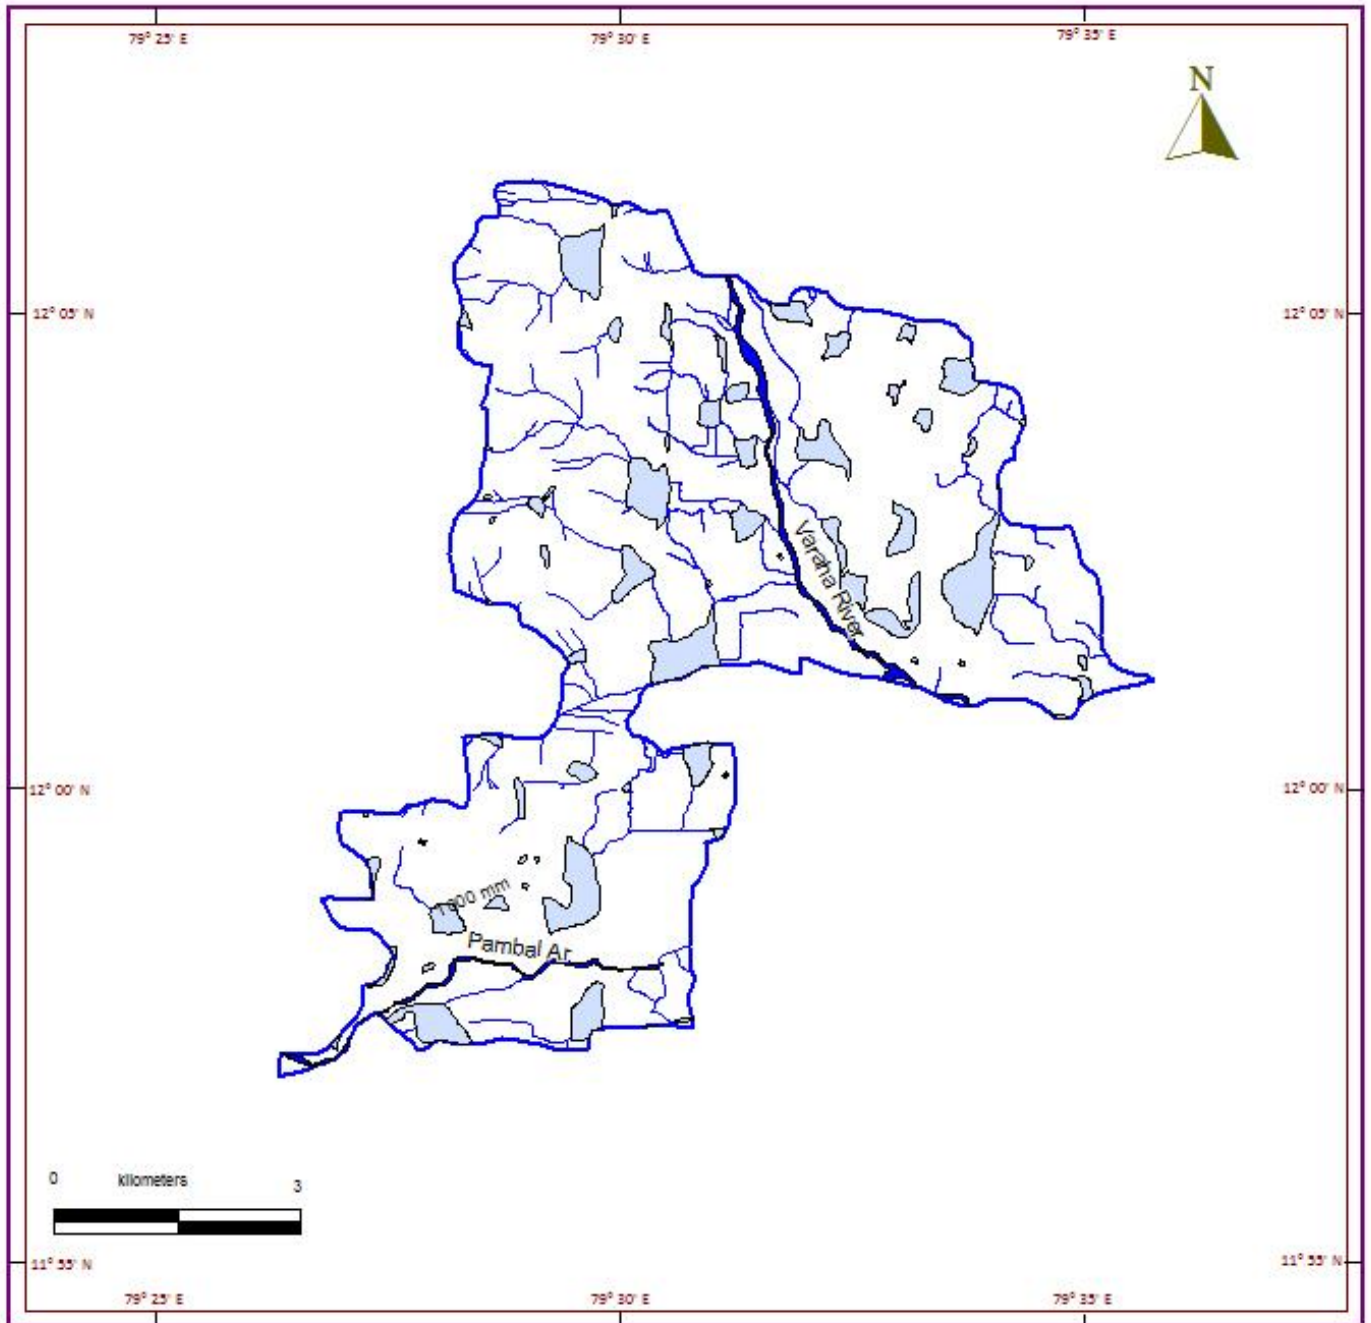 79° 25' E
79° 30' E
79° 35' E
N
12° 05' N
12° 05' N
Varaha River
12° 00' N
12° 00' N
1000 mm
Pambal Ar
0 kilometers 3
11° 55' N
11° 55' N
79° 25' E
79° 30' E
79° 35' E